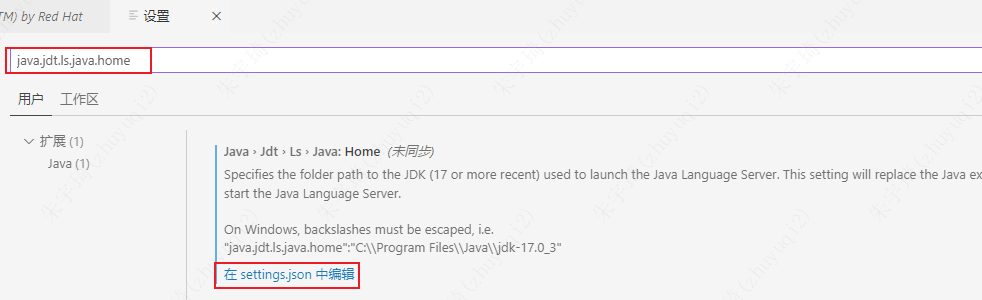 TM) by Red Hat
设置
java.jdt.ls.java.home
用户 工作区
扩展 (1)
Java (1)
Java › Jdt › Ls › Java: Home (未同步)
Specifies the folder path to the JDK (17 or more recent) used to launch the Java Language Server. This setting will replace the Java ex
start the Java Language Server.
On Windows, backslashes must be escaped, i.e.
"java.jdt.ls.java.home":"C:\\Program Files\\Java\\jdk-17.0_3"
在 settings.json 中编辑